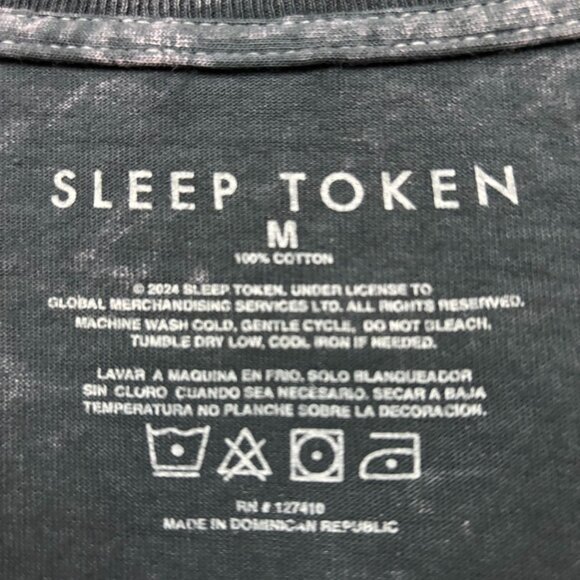 SLEEP TOKEN
M
100% COTTON
© 2024 SLEEP TOKEN. UNDER LICENSE TO
GLOBAL MERCHANDISING SERVICES LTD. ALL RIGHTS RESERVED.
MACHINE WASH COLD, GENTLE CYCLE. DO NOT BLEACH.
TUMBLE DRY LOW, COOL IRON IF NEEDED.
LAVAR A MAQUINA EN FRIO. SOLO BLANQUEADOR
SIN CLORO CUANDO SEA NECESARIO. SECAR A BAJA
TEMPERATURA NO PLANCHE SOBRE LA DECORACIÓN.
RN # 127410
MADE IN DOMINICAN REPUBLIC